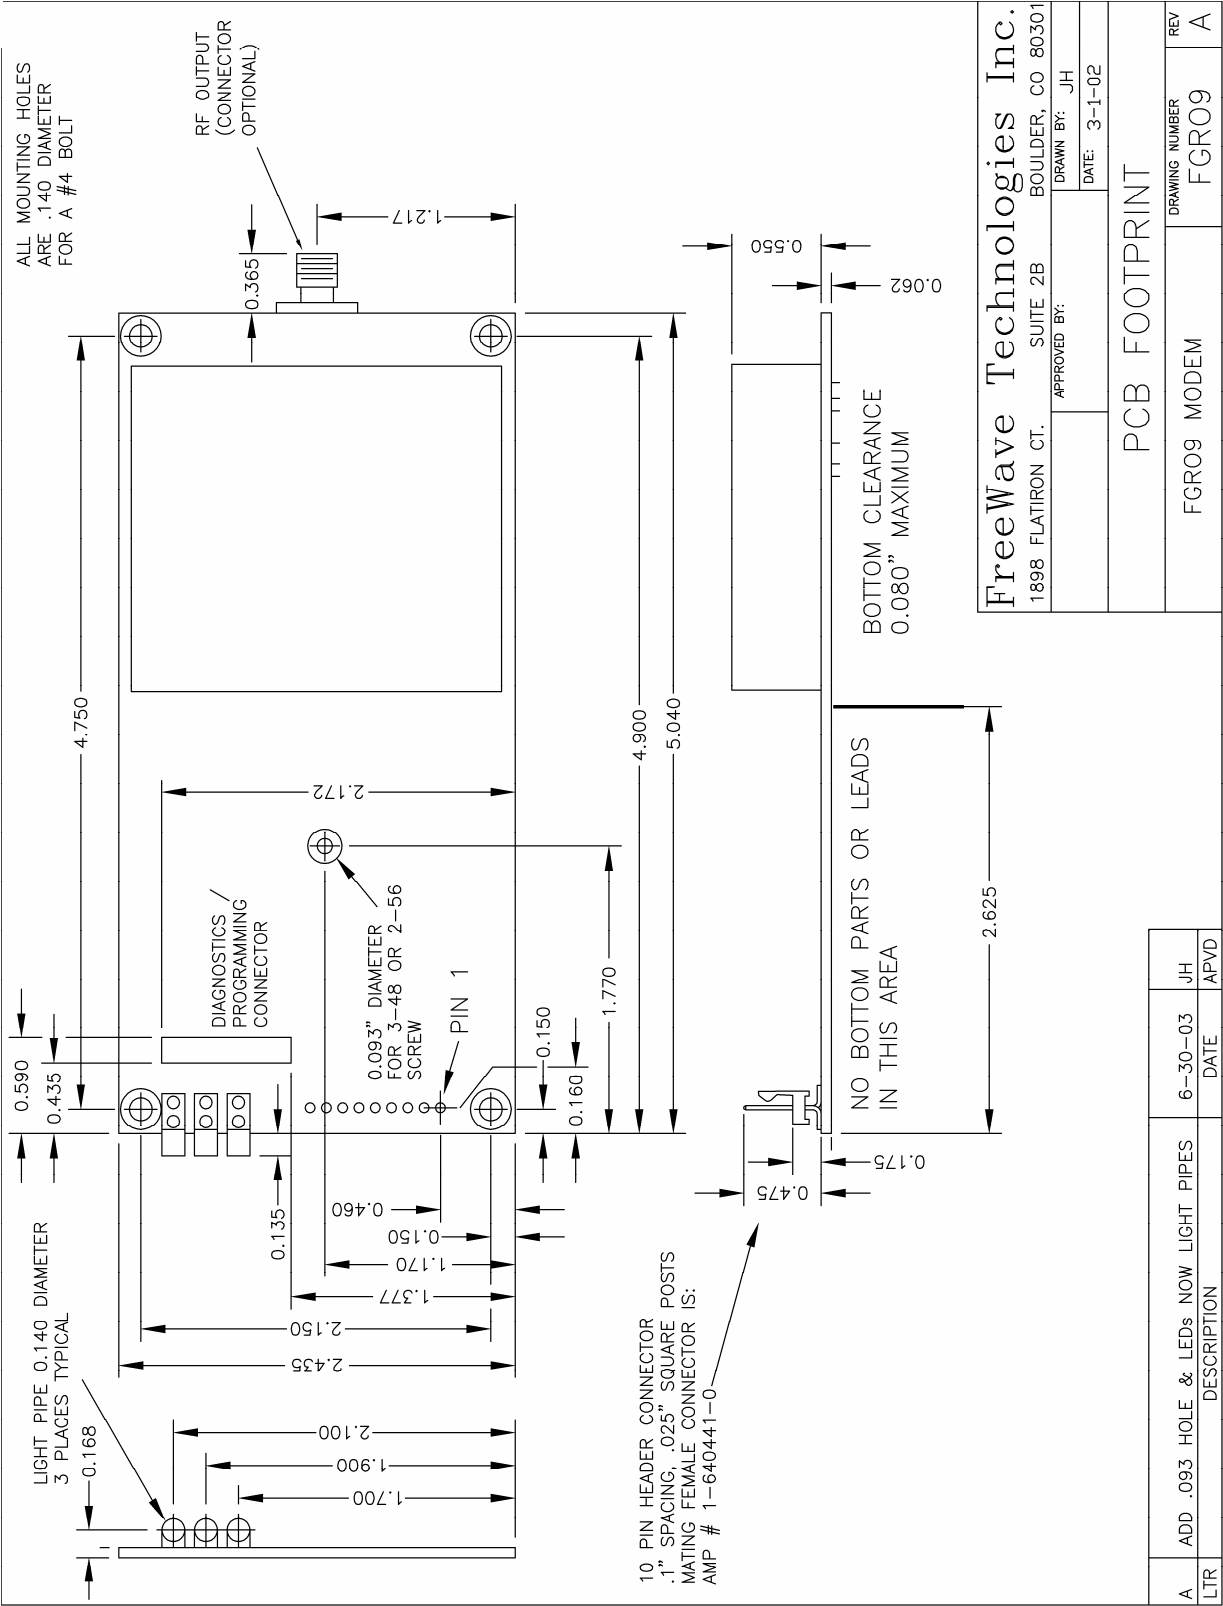 ALL MOUNTING HOLES
ARE .140 DIAMETER
FOR A #4 BOLT
RF OUTPUT
(CONNECTOR
OPTIONAL)
LIGHT PIPE 0.140 DIAMETER
3 PLACES TYPICAL
0.168
2.100
1.900
1.700
2.435
2.150
1.377
1.170
0.150
0.460
0.135
0.590
0.435
4.750
0.365
1.217
2.172
DIAGNOSTICS /
PROGRAMMING
CONNECTOR
0.093" DIAMETER
FOR 3-48 OR 2-56
SCREW
PIN 1
0.150
0.160
1.770
4.900
5.040
10 PIN HEADER CONNECTOR
.1" SPACING, .025" SQUARE POSTS
MATING FEMALE CONNECTOR IS:
AMP # 1-640441-0
0.475
0.175
0.550
0.062
NO BOTTOM PARTS OR LEADS
IN THIS AREA
BOTTOM CLEARANCE
0.080" MAXIMUM
2.625
FreeWave Technologies Inc.
1898 FLATIRON CT. SUITE 2B BOULDER, CO 80301
APPROVED BY: DRAWN BY: JH
DATE: 3-1-02
PCB FOOTPRINT
FGR09 MODEM
DRAWING NUMBER
FGR09
REV
A
A ADD .093 HOLE & LEDs NOW LIGHT PIPES 6-30-03 JH
LTR DESCRIPTION DATE APVD